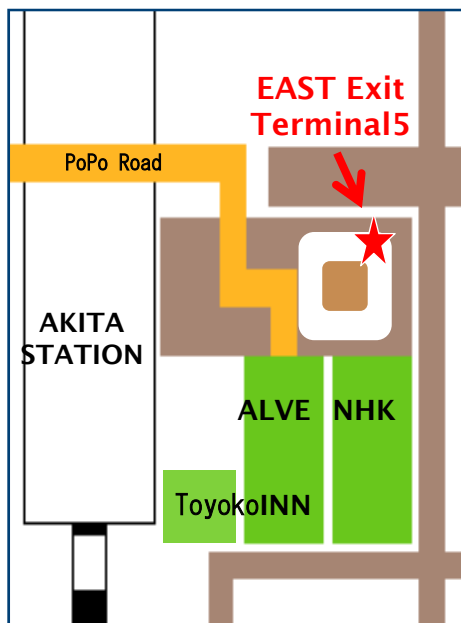 EAST Exit
Terminal5
PoPo Road
AKITA
STATION
ALVE
NHK
ToyokoINN